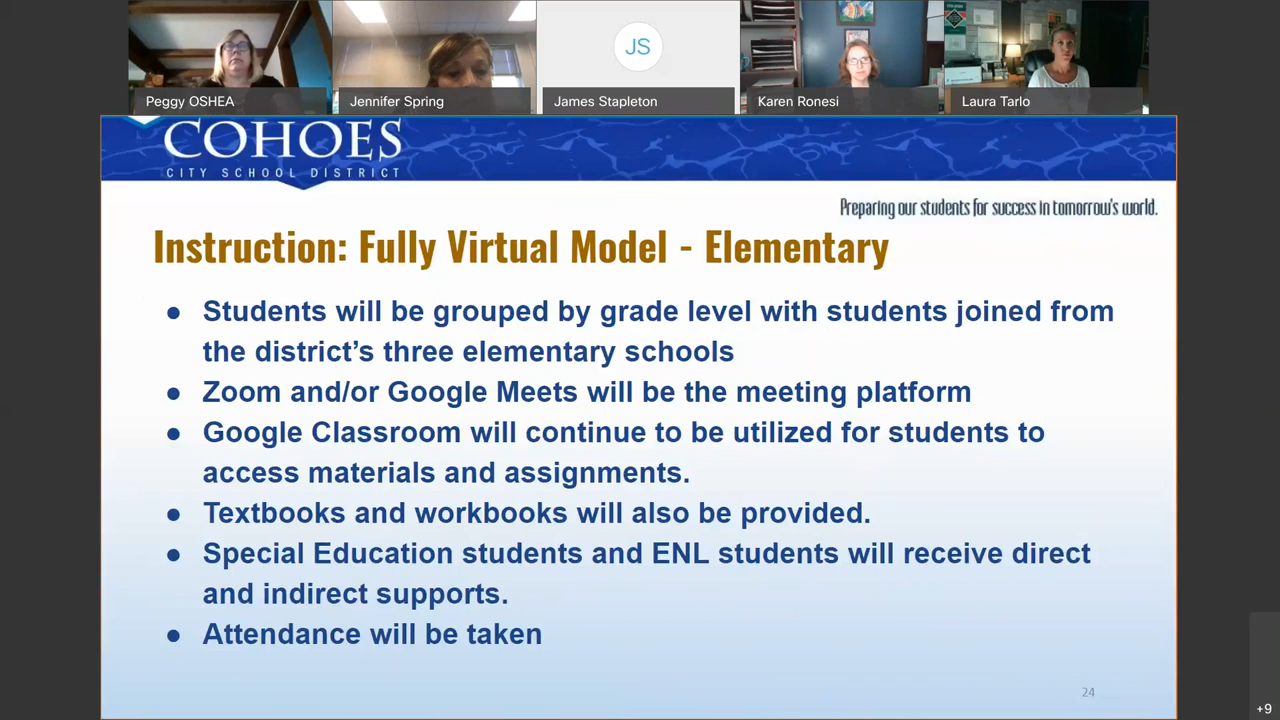 JS
Peggy OSHEA
Jennifer Spring
James Stapleton
Karen Ronesi
Laura Tarlo
COHOES
CITY SCHOOL DISTRICT
Preparing our students for success in tomorrow's world.
Instruction: Fully Virtual Model - Elementary
● Students will be grouped by grade level with students joined from
the district’s three elementary schools
● Zoom and/or Google Meets will be the meeting platform
● Google Classroom will continue to be utilized for students to
access materials and assignments.
● Textbooks and workbooks will also be provided.
● Special Education students and ENL students will receive direct
and indirect supports.
● Attendance will be taken
24
+9